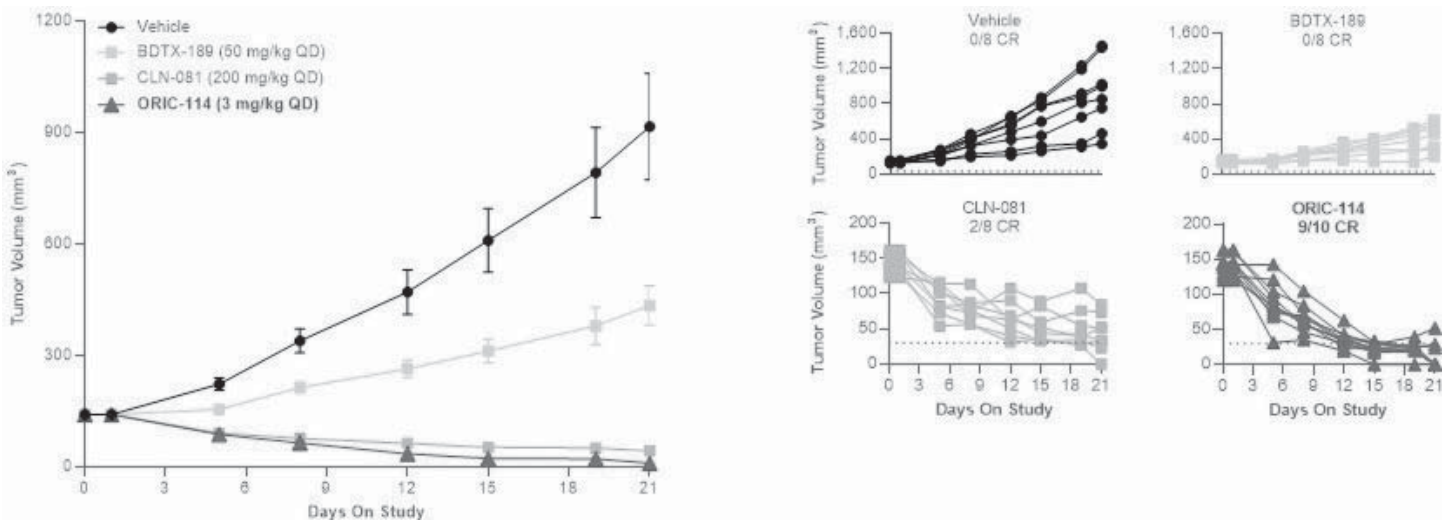 1200
900
600
300
0
Tumor Volume (mm³)
Vehicle
BDTX-189 (50 mg/kg QD)
CLN-081 (200 mg/kg QD)
ORIC-114 (3 mg/kg QD)
0 3 6 9 12 15 18 21
Days On Study
Vehicle
0/8 CR
1,600
1,200
800
400
0
Tumor Volume (mm³)
BDTX-189
0/8 CR
1,600
1,200
800
400
0
CLN-081
2/8 CR
200
150
100
50
0
Tumor Volume (mm³)
0 3 6 9 12 15 18 21
Days On Study
ORIC-114
9/10 CR
200
150
100
50
0
0 3 6 9 12 15 18 21
Days On Study